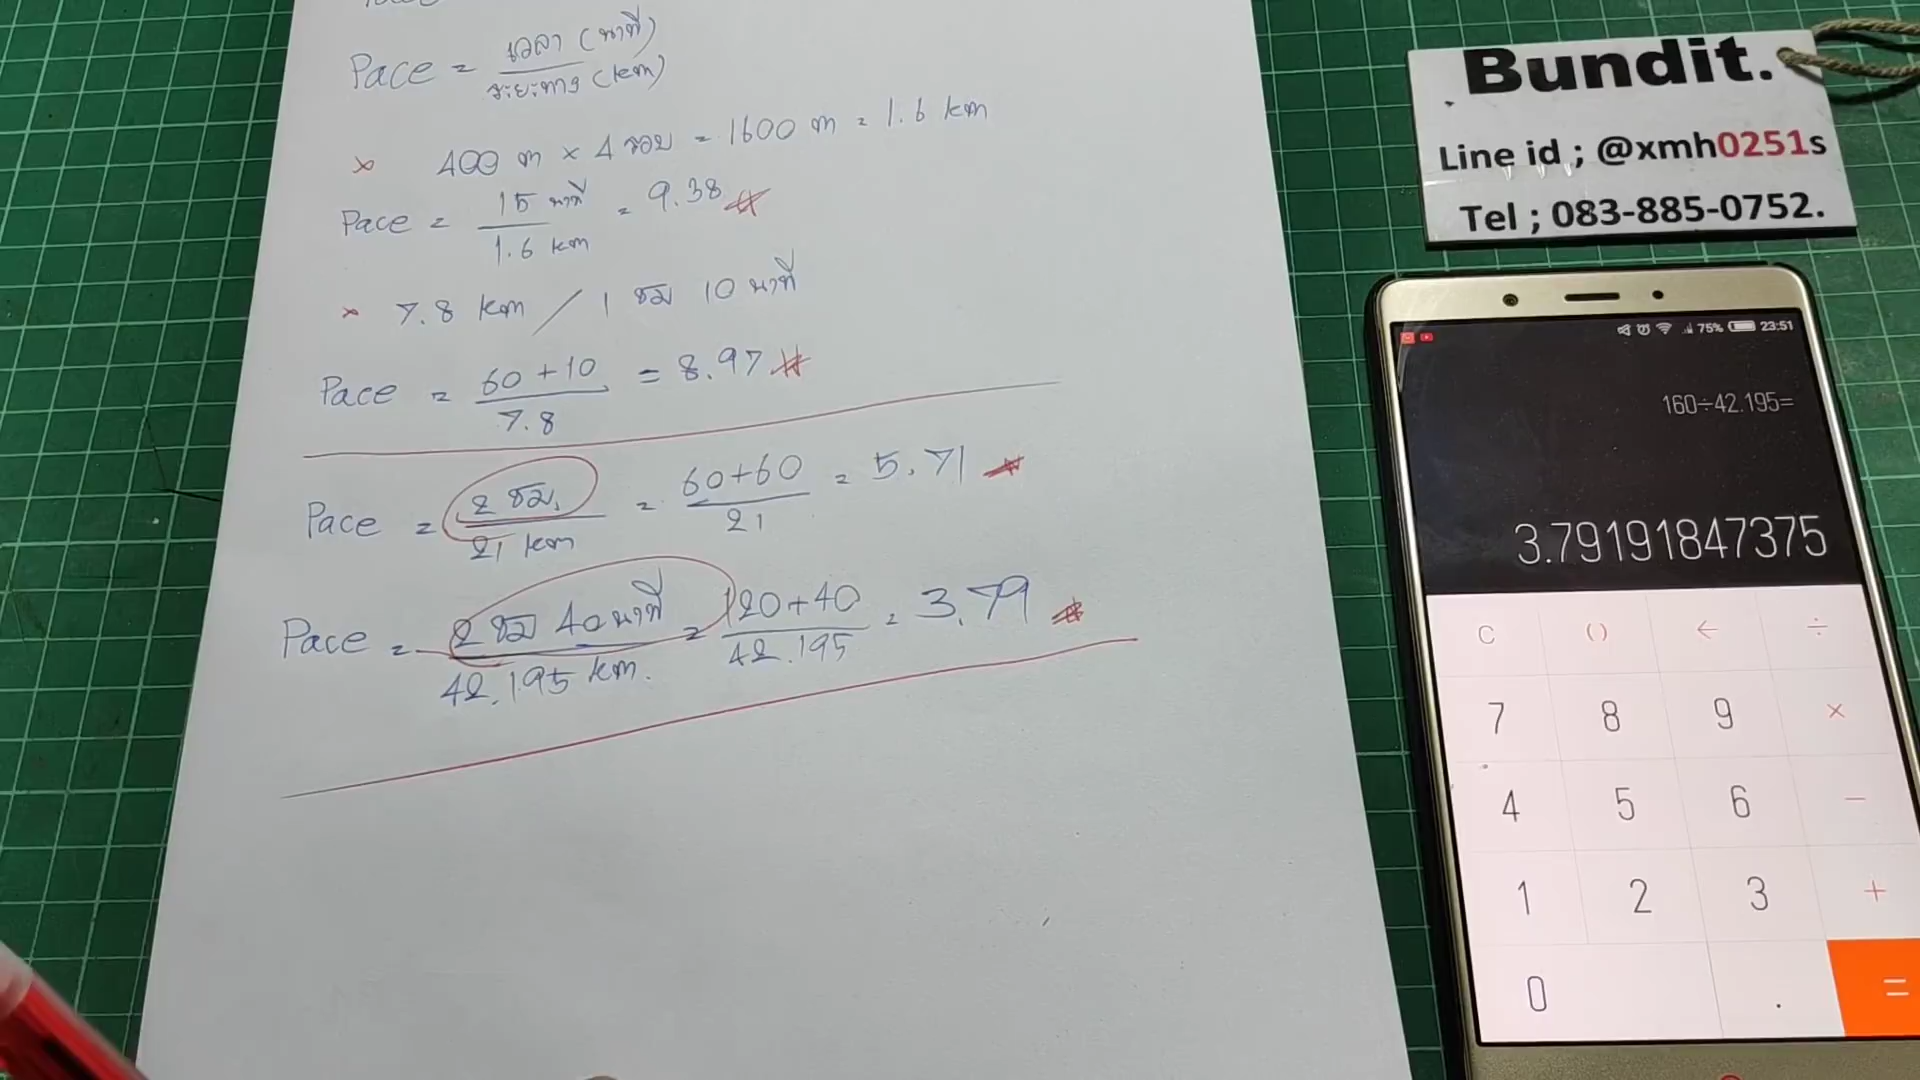 Pace
Pace = เวลา (นาที)
ระยะทาง (km)
× 400 m × 4 รอบ = 1600 m = 1.6 km
Pace = 15 นาที = 9.38 #
1.6 km
× 7.8 km / 1 ชม 10 นาที
Pace = 60 + 10 = 8.97 #
7.8
Pace = 2 ชม. = 60+60 = 5.71
21 km 21
Pace = 2 ชม 40 นาที = 120+40 = 3.79 #
42.195 km. 42.195
Bundit.
Line id ; @xmh0251s
Tel ; 083-885-0752.
75% 23:51
160÷42.195=
3.79191847375
C () ← ÷
7 8 9 ×
4 5 6 −
1 2 3 +
0 . =